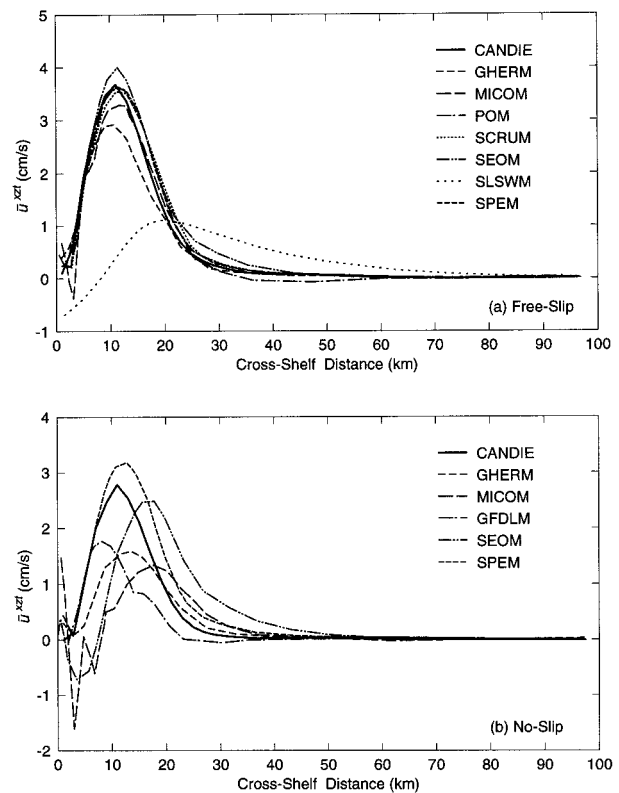 5
4
3
2
1
0
-1
ū xzt (cm/s)
CANDIE
GHERM
MICOM
POM
SCRUM
SEOM
SLSWM
SPEM
(a) Free-Slip
0 10 20 30 40 50 60 70 80 90 100
Cross-Shelf Distance (km)
4
3
2
1
0
-1
-2
ū xzt (cm/s)
CANDIE
GHERM
MICOM
GFDLM
SEOM
SPEM
(b) No-Slip
0 10 20 30 40 50 60 70 80 90 100
Cross-Shelf Distance (km)